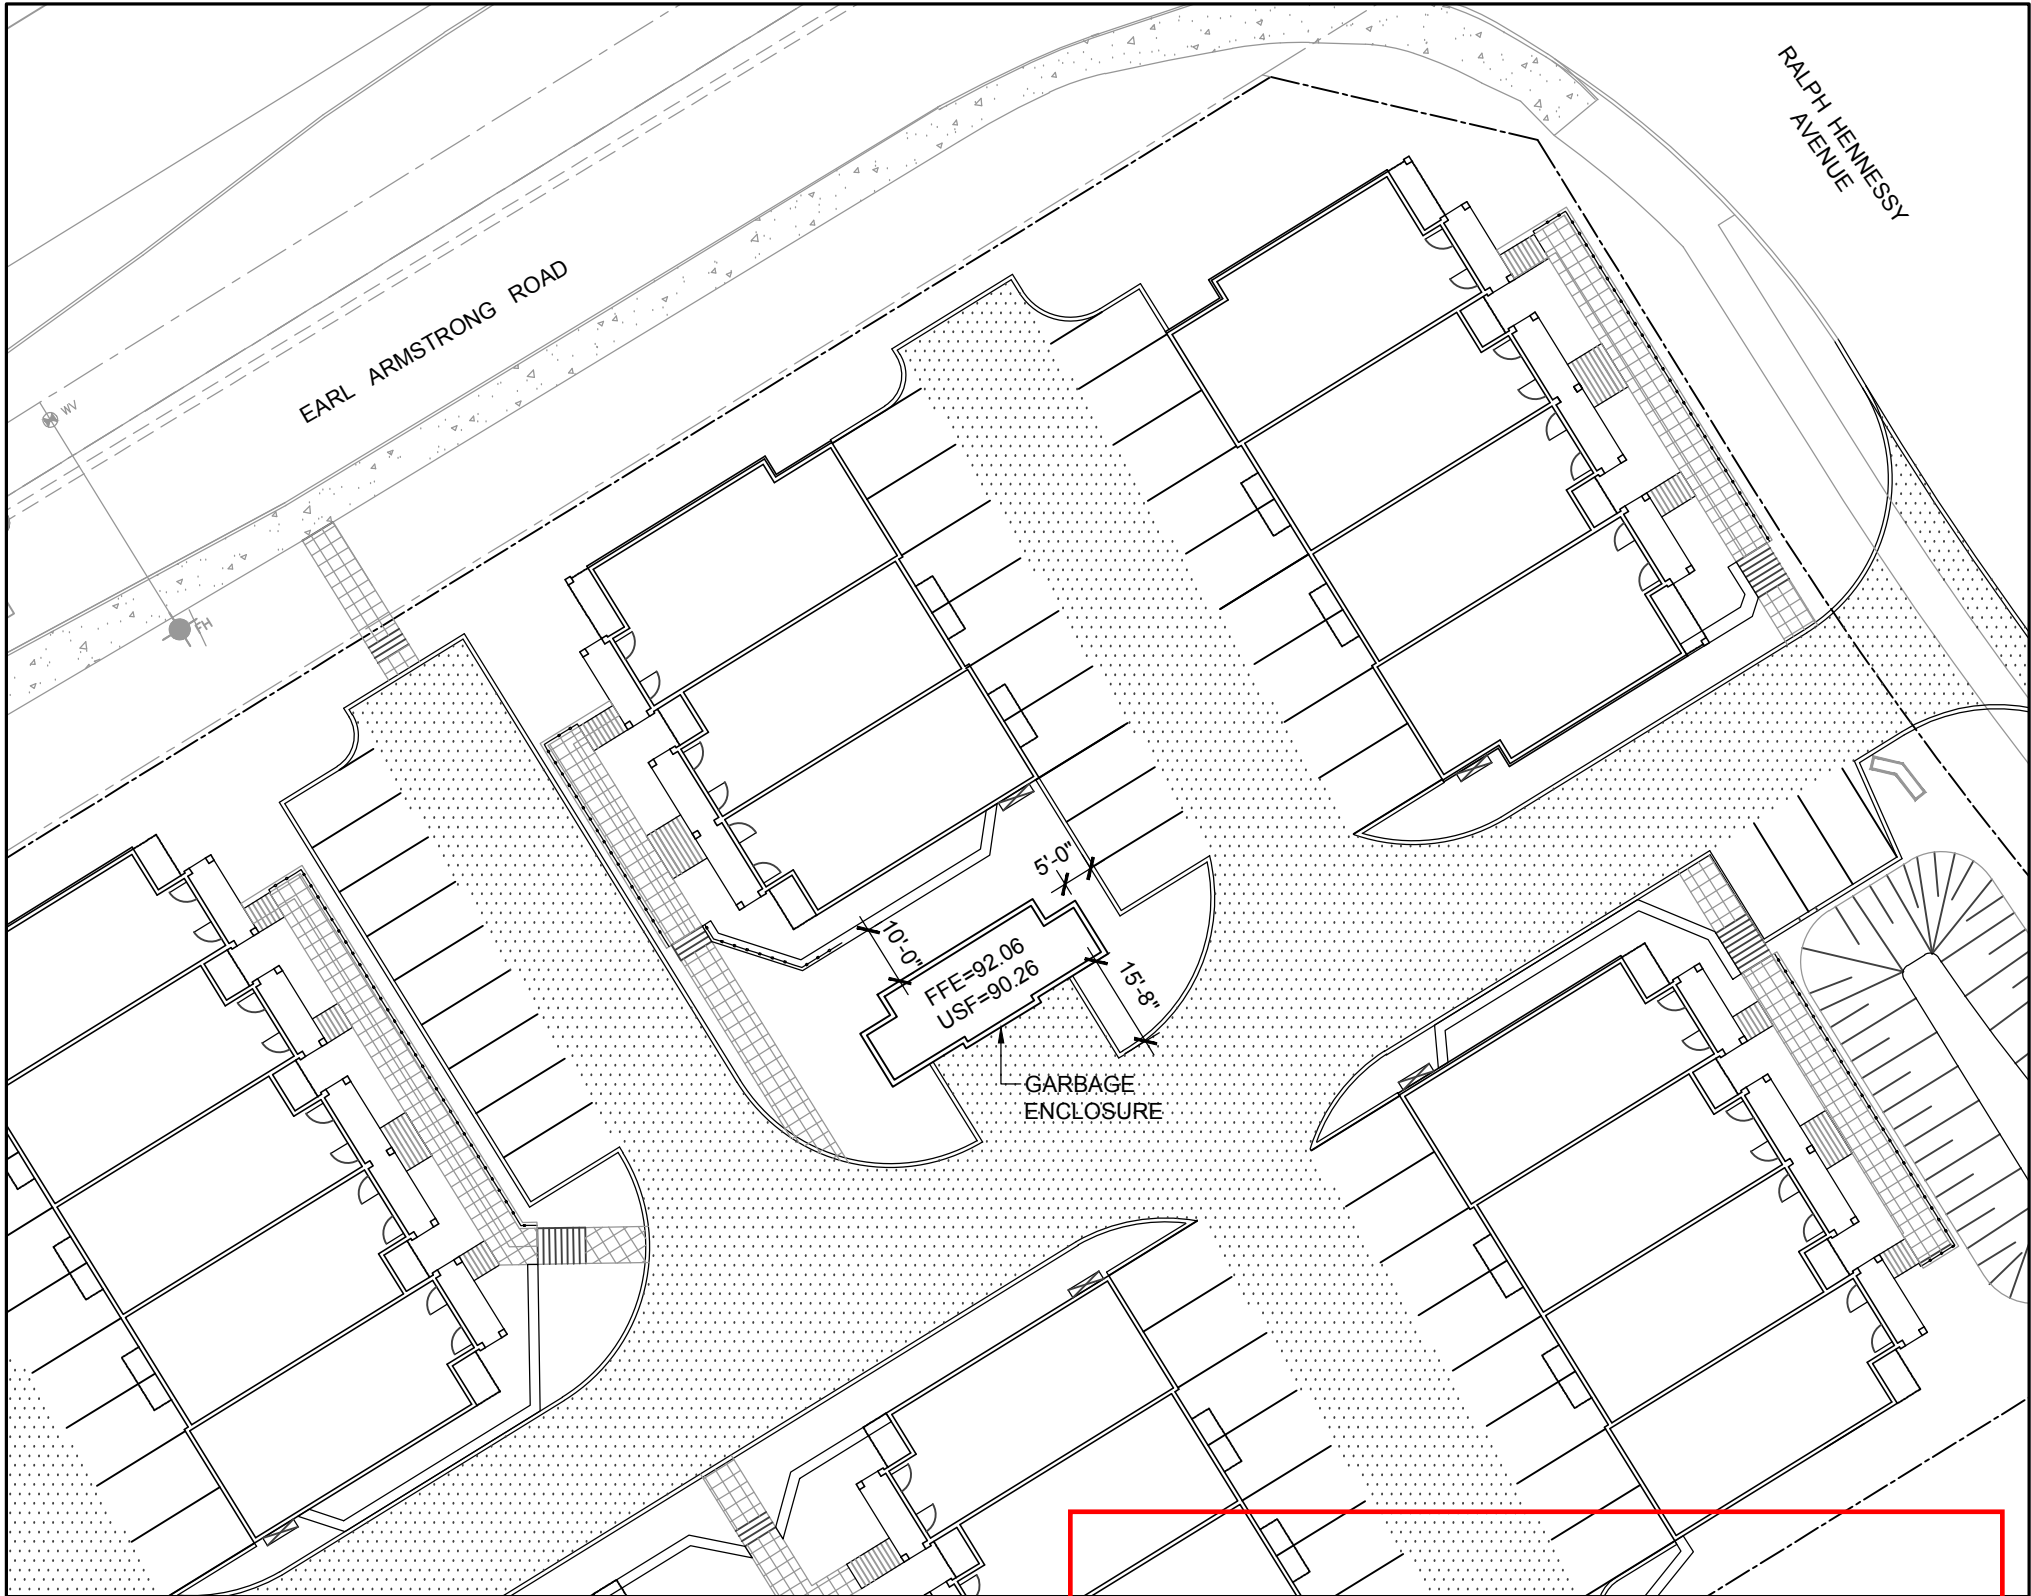 RALPH HENNESSY
AVENUE
EARL ARMSTRONG ROAD
WV
FH
5'-0"
10'-0"
FFE=92.06
USF=90.26
15'-8"
GARBAGE
ENCLOSURE